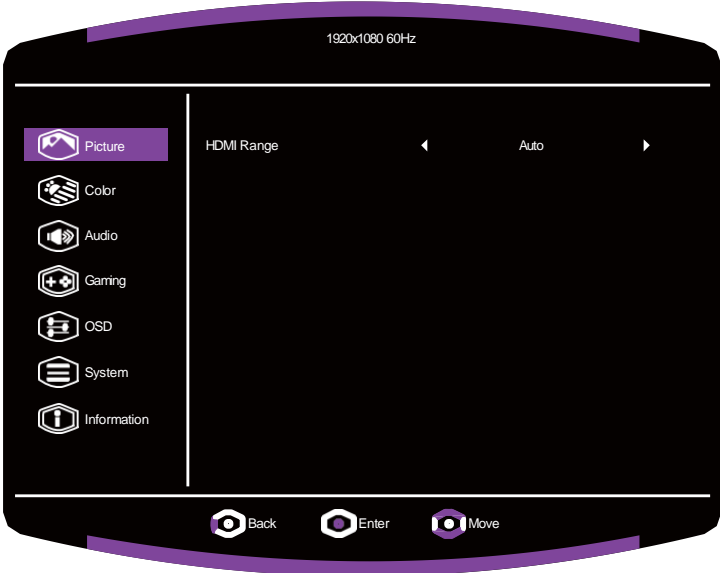 1920x1080 60Hz
Picture
HDMI Range
Auto
Color
Audio
Gaming
OSD
System
Information
Back
Enter
Move